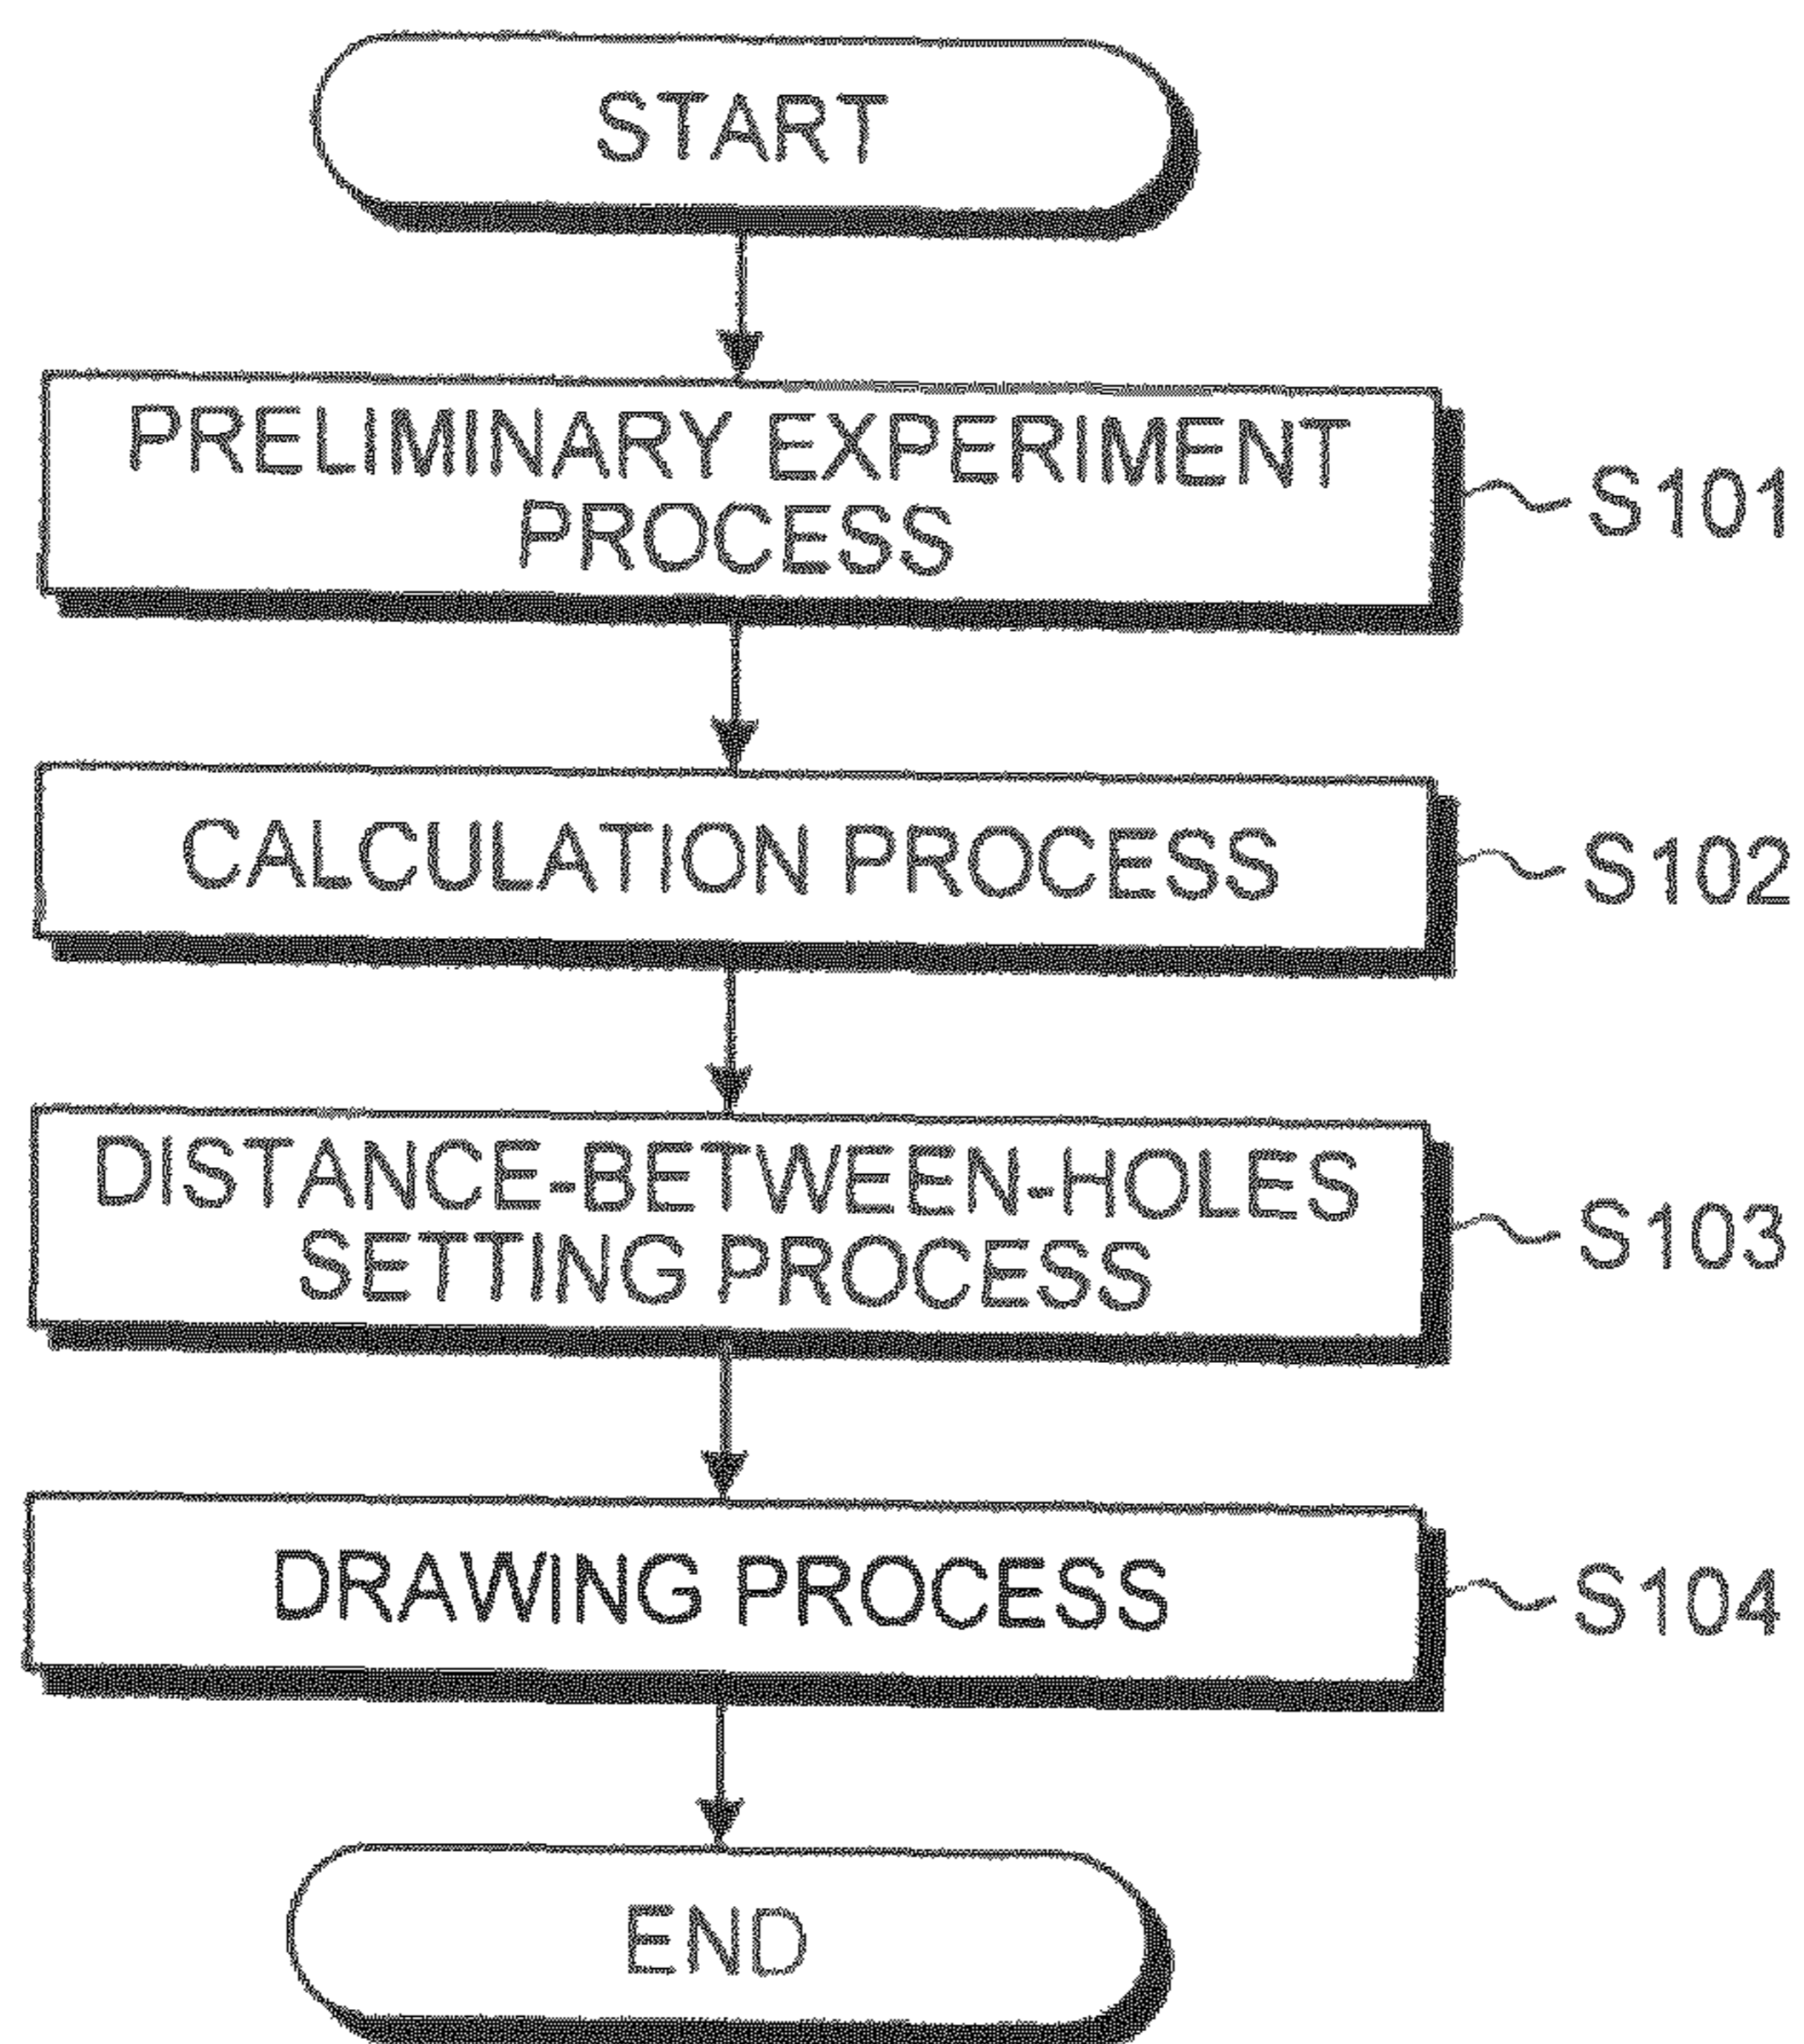 START
PRELIMINARY EXPERIMENT
PROCESS
S101
CALCULATION PROCESS
S102
DISTANCE-BETWEEN-HOLES
SETTING PROCESS
S103
DRAWING PROCESS
S104
END